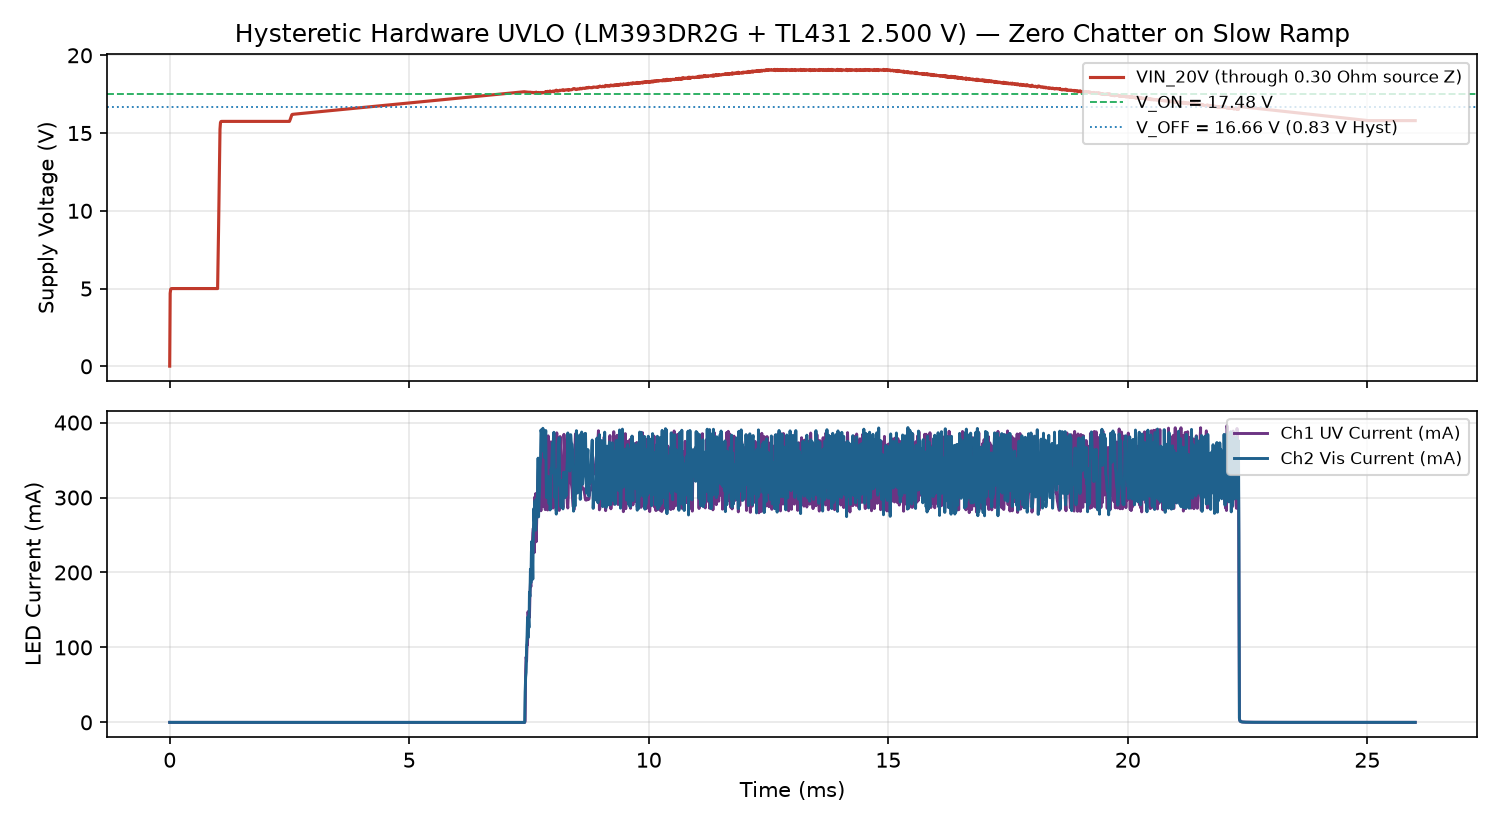 Hysteretic Hardware UVLO (LM393DR2G + TL431 2.500 V) — Zero Chatter on Slow Ramp
Supply Voltage (V)
20
15
10
5
0
VIN_20V (through 0.30 Ohm source Z)
V_ON = 17.48 V
V_OFF = 16.66 V (0.83 V Hyst)
LED Current (mA)
400
300
200
100
0
Ch1 UV Current (mA)
Ch2 Vis Current (mA)
0 5 10 15 20 25
Time (ms)